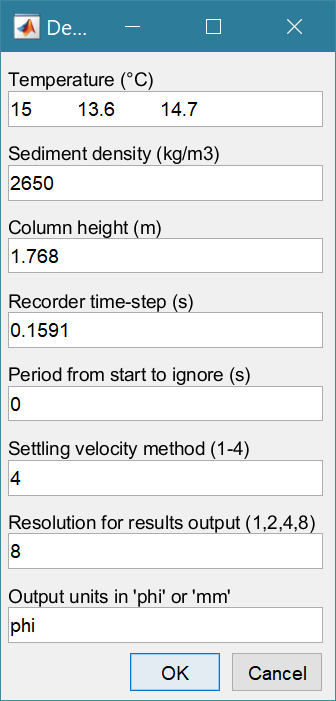 De...
Temperature (°C)
15 13.6 14.7
Sediment density (kg/m3)
2650
Column height (m)
1.768
Recorder time-step (s)
0.1591
Period from start to ignore (s)
0
Settling velocity method (1-4)
4
Resolution for results output (1,2,4,8)
8
Output units in 'phi' or 'mm'
phi
OK Cancel